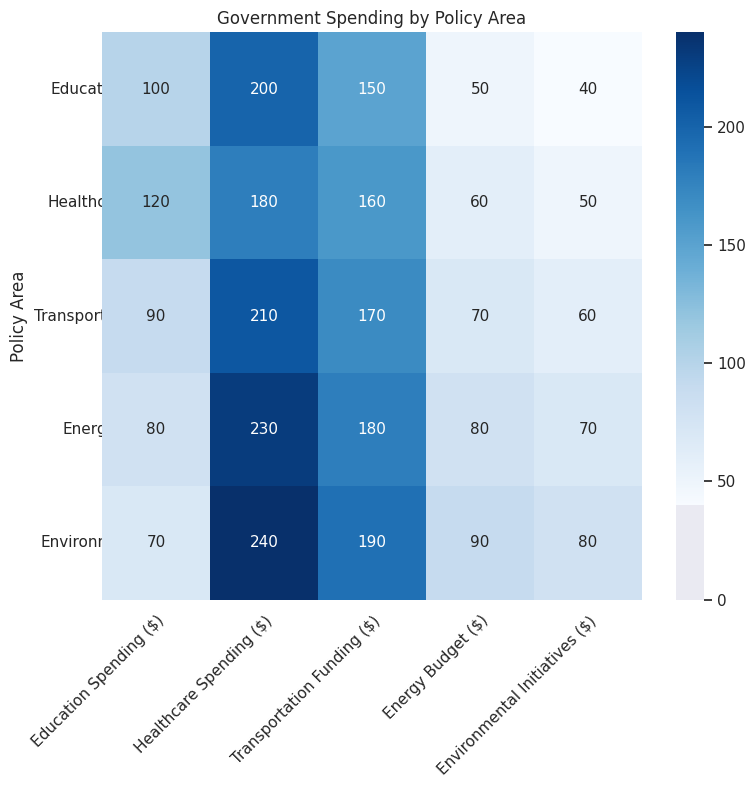 Government Spending by Policy Area
Policy Area
Educat 100 200 150 50 40
Healthc 120 180 160 60 50
Transport 90 210 170 70 60
Energ 80 230 180 80 70
Environr 70 240 190 90 80
Education Spending ($)
Healthcare Spending ($)
Transportation Funding ($)
Energy Budget ($)
Environmental Initiatives ($)
200
150
100
50
0